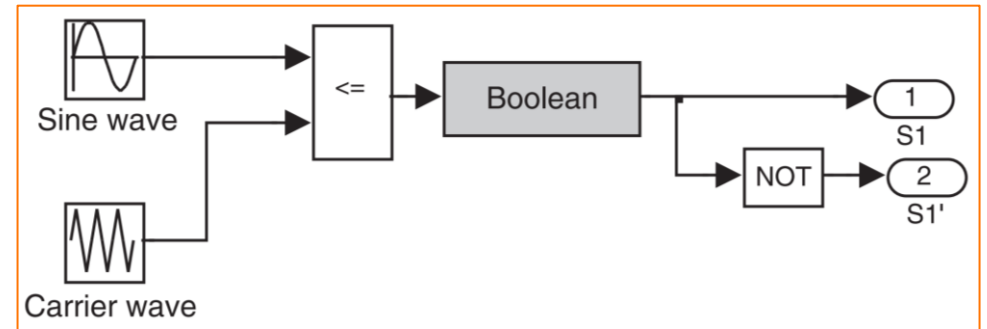 Sine wave
<=
Boolean
1
S1
NOT
2
S1'
Carrier wave